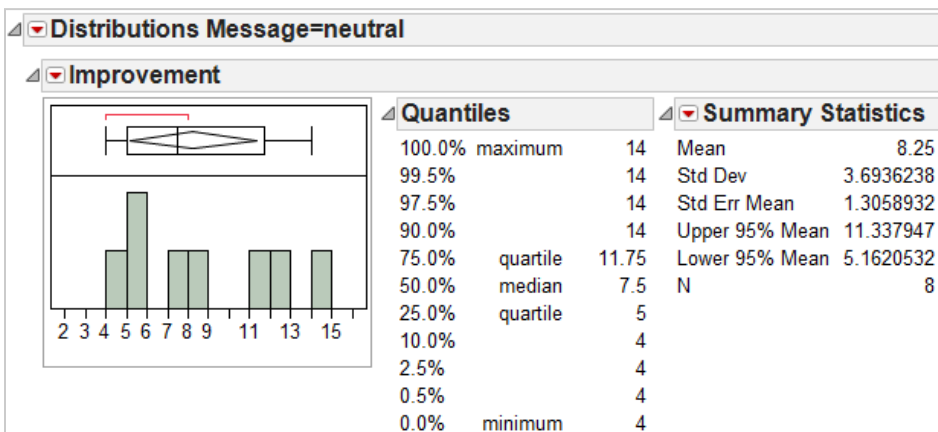 Distributions Message=neutral
Improvement
2 3 4 5 6 7 8 9 11 13 15
Quantiles
100.0% maximum 14
99.5% 14
97.5% 14
90.0% 14
75.0% quartile 11.75
50.0% median 7.5
25.0% quartile 5
10.0% 4
2.5% 4
0.5% 4
0.0% minimum 4
Summary Statistics
Mean 8.25
Std Dev 3.6936238
Std Err Mean 1.3058932
Upper 95% Mean 11.337947
Lower 95% Mean 5.1620532
N 8